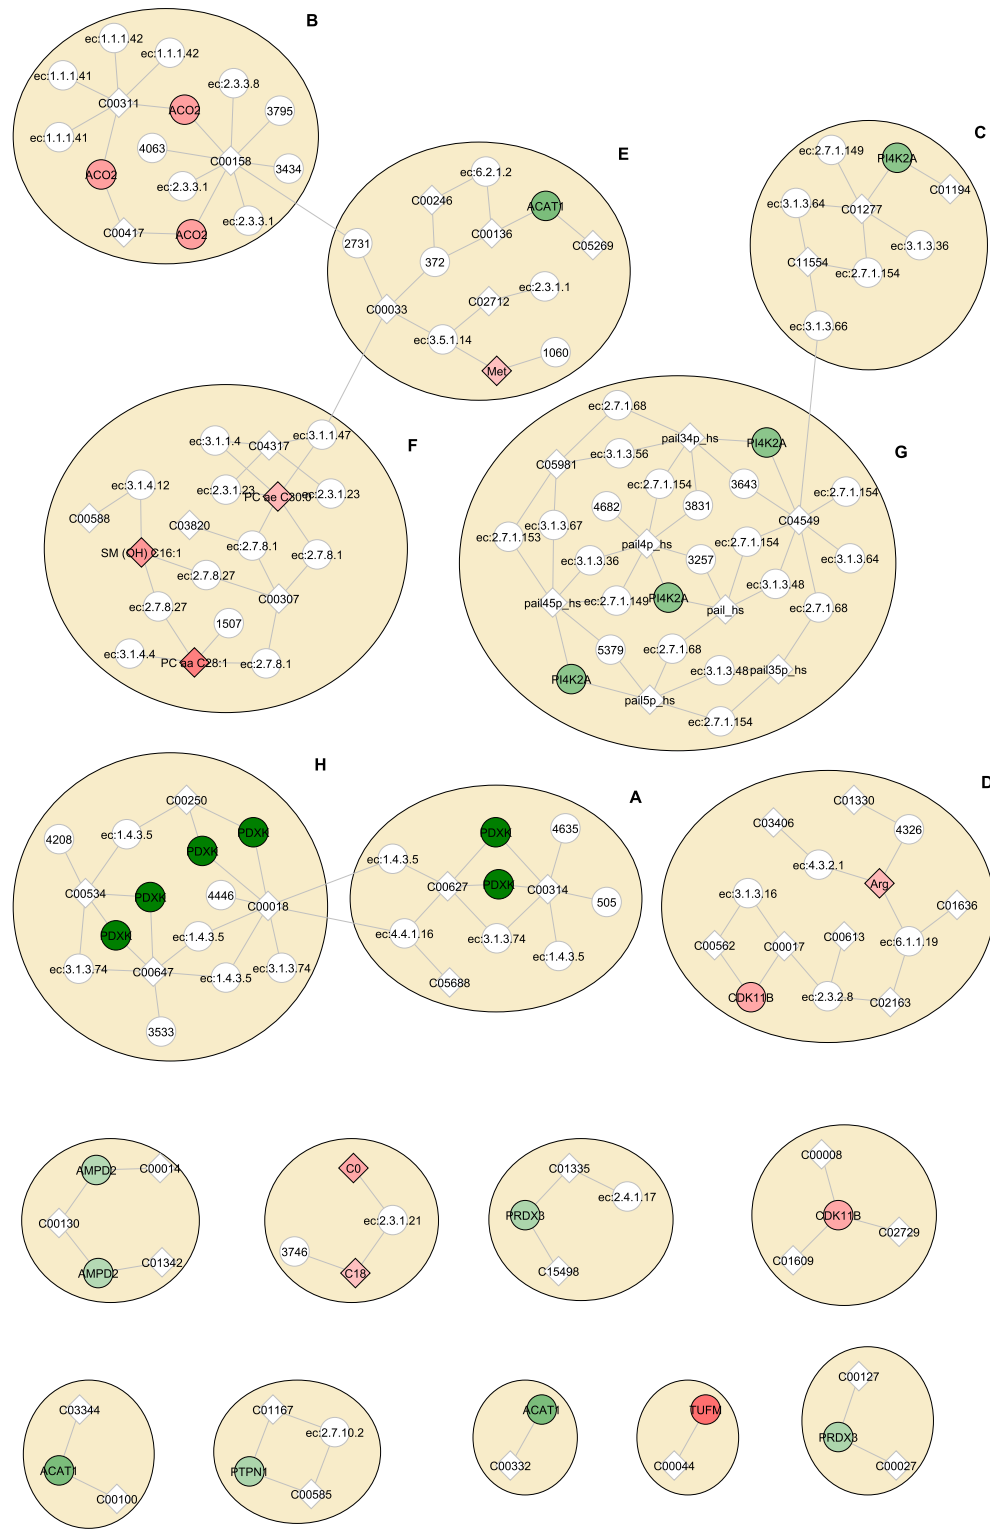 B
ec:1.1.1.42
ec:1.1.1.42
ec:1.1.1.41
C00311
ACO2
ec:2.3.3.8
3795
ec:1.1.1.41
4063
C00158
3434
ACO2
ec:2.3.3.1
ec:2.3.3.1
C00417
ACO2
E
ec:6.2.1.2
C00246
ACAT1
C00136
C05269
2731
372
C02712
ec:2.3.1.1
C00033
ec:3.5.1.14
1060
Met
C
ec:2.7.1.149
PI4K2A
C01194
ec:3.1.3.64
C01277
ec:3.1.3.36
C11554
ec:2.7.1.154
ec:3.1.3.66
F
ec:3.1.1.4
C04317
ec:3.1.1.47
ec:3.1.4.12
ec:2.3.1.23
PC ae C30:0
ec:2.3.1.23
C00588
C03820
SM (OH) C16:1
ec:2.7.8.1
ec:2.7.8.1
ec:2.7.8.27
C00307
ec:2.7.8.27
1507
ec:3.1.4.4
PC aa C28:1
ec:2.7.8.1
G
ec:2.7.1.68
pail34p_hs
PI4K2A
C05981
ec:3.1.3.56
ec:2.7.1.154
3643
ec:2.7.1.154
4682
3831
C04549
ec:2.7.1.153
ec:3.1.3.67
pail4p_hs
ec:2.7.1.154
ec:3.1.3.36
3257
ec:3.1.3.64
ec:3.1.3.48
pail45p_hs
ec:2.7.1.149
PI4K2A
pail_hs
ec:2.7.1.68
5379
ec:2.7.1.68
PI4K2A
ec:3.1.3.48
pail35p_hs
pail5p_hs
ec:2.7.1.154
H
C00250
4208
ec:1.4.3.5
PDXK
PDXK
C00534
PDXK
4446
C00018
PDXK
ec:1.4.3.5
ec:3.1.3.74
C00647
ec:1.4.3.5
ec:3.1.3.74
3533
A
PDXK
4635
ec:1.4.3.5
C00627
PDXK
C00314
505
ec:4.4.1.16
ec:3.1.3.74
ec:1.4.3.5
C05688
D
C01330
C03406
4326
ec:4.3.2.1
Arg
ec:3.1.3.16
C01636
C00562
C00017
C00613
ec:6.1.1.19
CDK11B
ec:2.3.2.8
C02163
AMPD2
C00014
C00130
AMPD2
C01342
C0
ec:2.3.1.21
3746
C18
C01335
ec:2.4.1.17
PRDX3
C15498
C00008
CDK11B
C02729
C01609
C03344
ACAT1
C00100
C01167
ec:2.7.10.2
PTPN1
C00585
ACAT1
C00332
TUFM
C00044
C00127
PRDX3
C00027